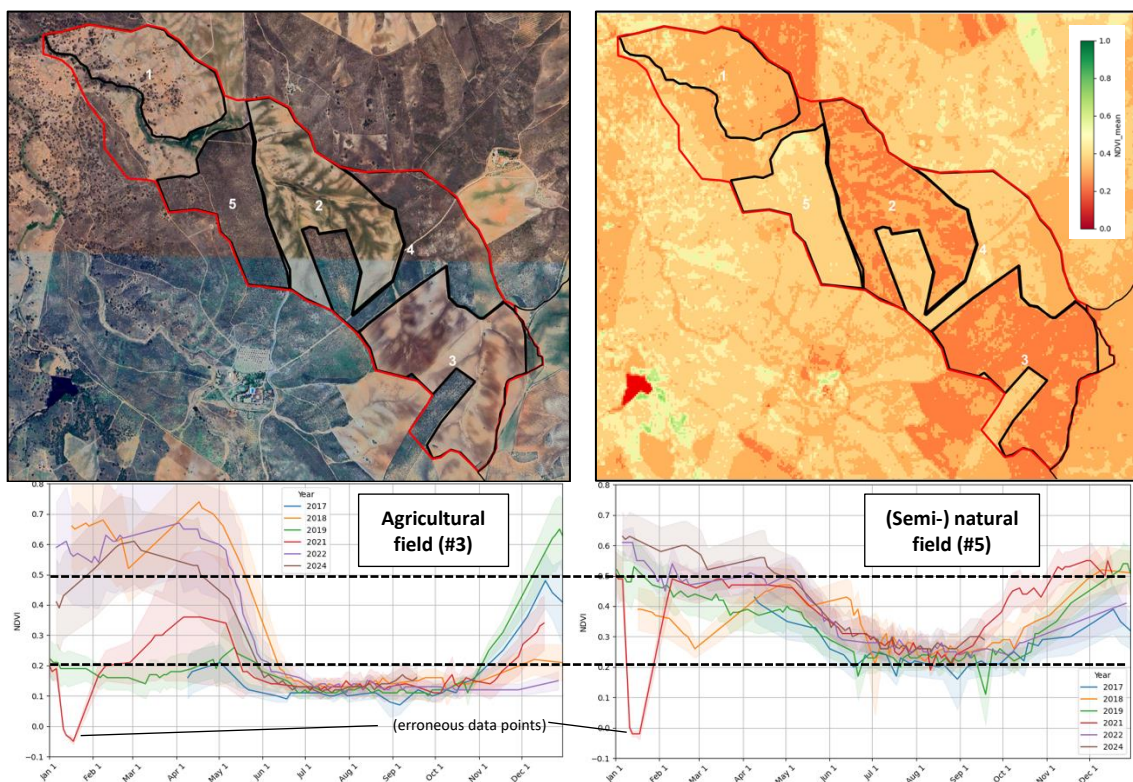 1
5
2
4
3
1
5
2
4
3
1.0
0.8
0.6
0.4
0.2
0.0
NDVI_mean
0.8
0.7
0.6
0.5
0.4
0.3
0.2
0.1
0.0
−0.1
NDVI
Year
2017
2018
2019
2021
2022
2024
Agricultural
field (#3)
Jan 1
Feb 1
Mar 1
Apr 1
May 1
Jun 1
Jul 1
Aug 1
Sep 1
Oct 1
Nov 1
Dec 1
(erroneous data points)
0.8
0.7
0.6
0.5
0.4
0.3
0.2
0.1
0.0
−0.1
NDVI
(Semi-) natural
field (#5)
Year
2017
2018
2019
2021
2022
2024
Jan 1
Feb 1
Mar 1
Apr 1
May 1
Jun 1
Jul 1
Aug 1
Sep 1
Oct 1
Nov 1
Dec 1